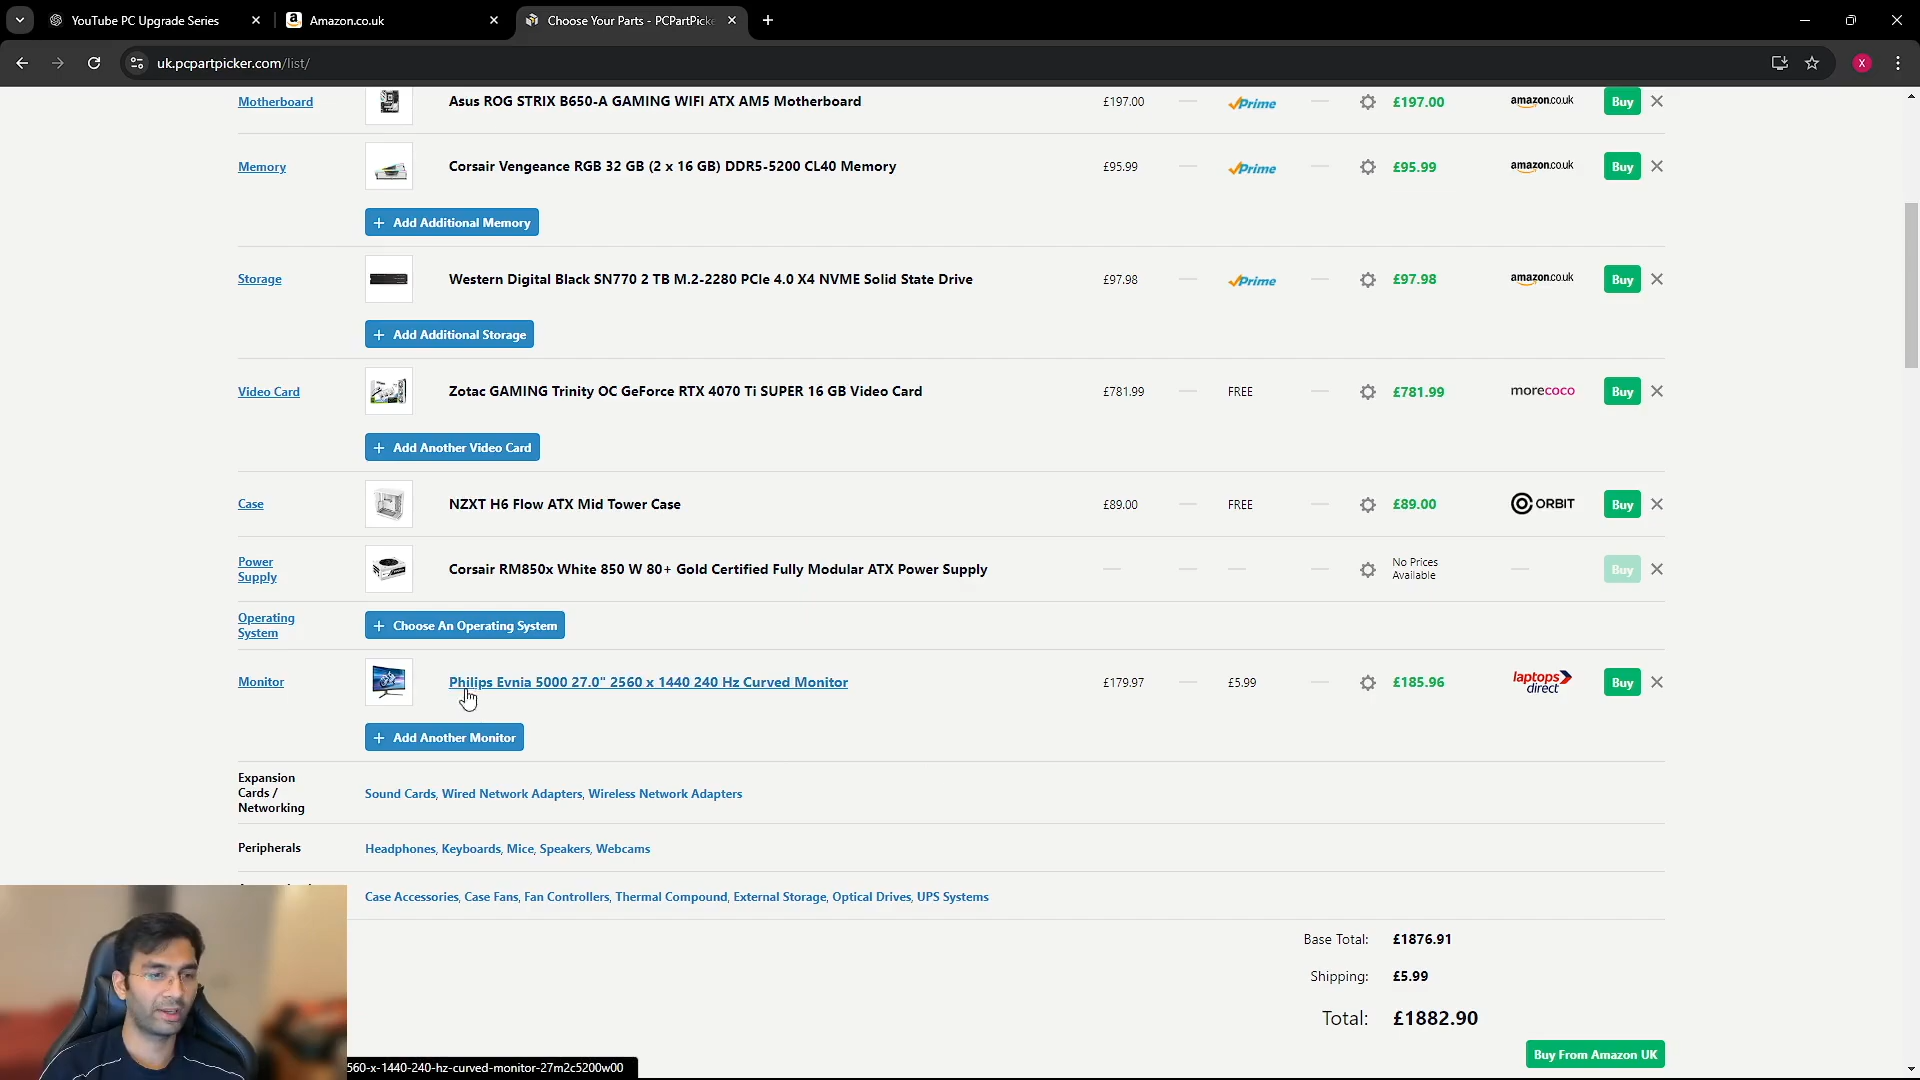 YouTube PC Upgrade Series
Amazon.co.uk
Choose Your Parts - PCPartPick
uk.pcpartpicker.com/list/
X
Motherboard
Asus ROG STRIX B650-A GAMING WIFI ATX AM5 Motherboard
£197.00
Prime
£197.00
amazon.co.uk
Buy
Memory
Corsair Vengeance RGB 32 GB (2 x 16 GB) DDR5-5200 CL40 Memory
£95.99
Prime
£95.99
amazon.co.uk
Buy
+ Add Additional Memory
Storage
Western Digital Black SN770 2 TB M.2-2280 PCIe 4.0 X4 NVME Solid State Drive
£97.98
Prime
£97.98
amazon.co.uk
Buy
+ Add Additional Storage
Video Card
Zotac GAMING Trinity OC GeForce RTX 4070 Ti SUPER 16 GB Video Card
£781.99
FREE
£781.99
morecoco
Buy
+ Add Another Video Card
Case
NZXT H6 Flow ATX Mid Tower Case
£89.00
FREE
£89.00
ORBIT
Buy
Power
Supply
Corsair RM850x White 850 W 80+ Gold Certified Fully Modular ATX Power Supply
No Prices
Available
Buy
Operating
System
+ Choose An Operating System
Monitor
Philips Evnia 5000 27.0" 2560 x 1440 240 Hz Curved Monitor
£179.97
£5.99
£185.96
laptops
direct
Buy
+ Add Another Monitor
Expansion
Cards /
Networking
Sound Cards, Wired Network Adapters, Wireless Network Adapters
Peripherals
Headphones, Keyboards, Mice, Speakers, Webcams
Case Accessories, Case Fans, Fan Controllers, Thermal Compound, External Storage, Optical Drives, UPS Systems
Base Total: £1876.91
Shipping: £5.99
Total: £1882.90
Buy From Amazon UK
560-x-1440-240-hz-curved-monitor-27m2c5200w00